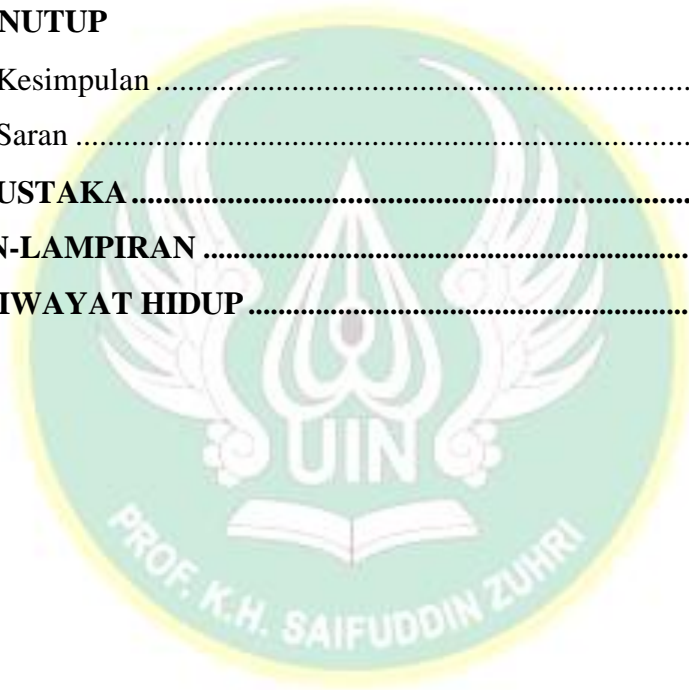 NUTUP
Kesimpulan ....................................................................
Saran ..............................................................................
USTAKA .......................................................................
N-LAMPIRAN ..............................................................
IWAYAT HIDUP ........................................................
UIN
PROF. K.H. SAIFUDDIN ZUHRI